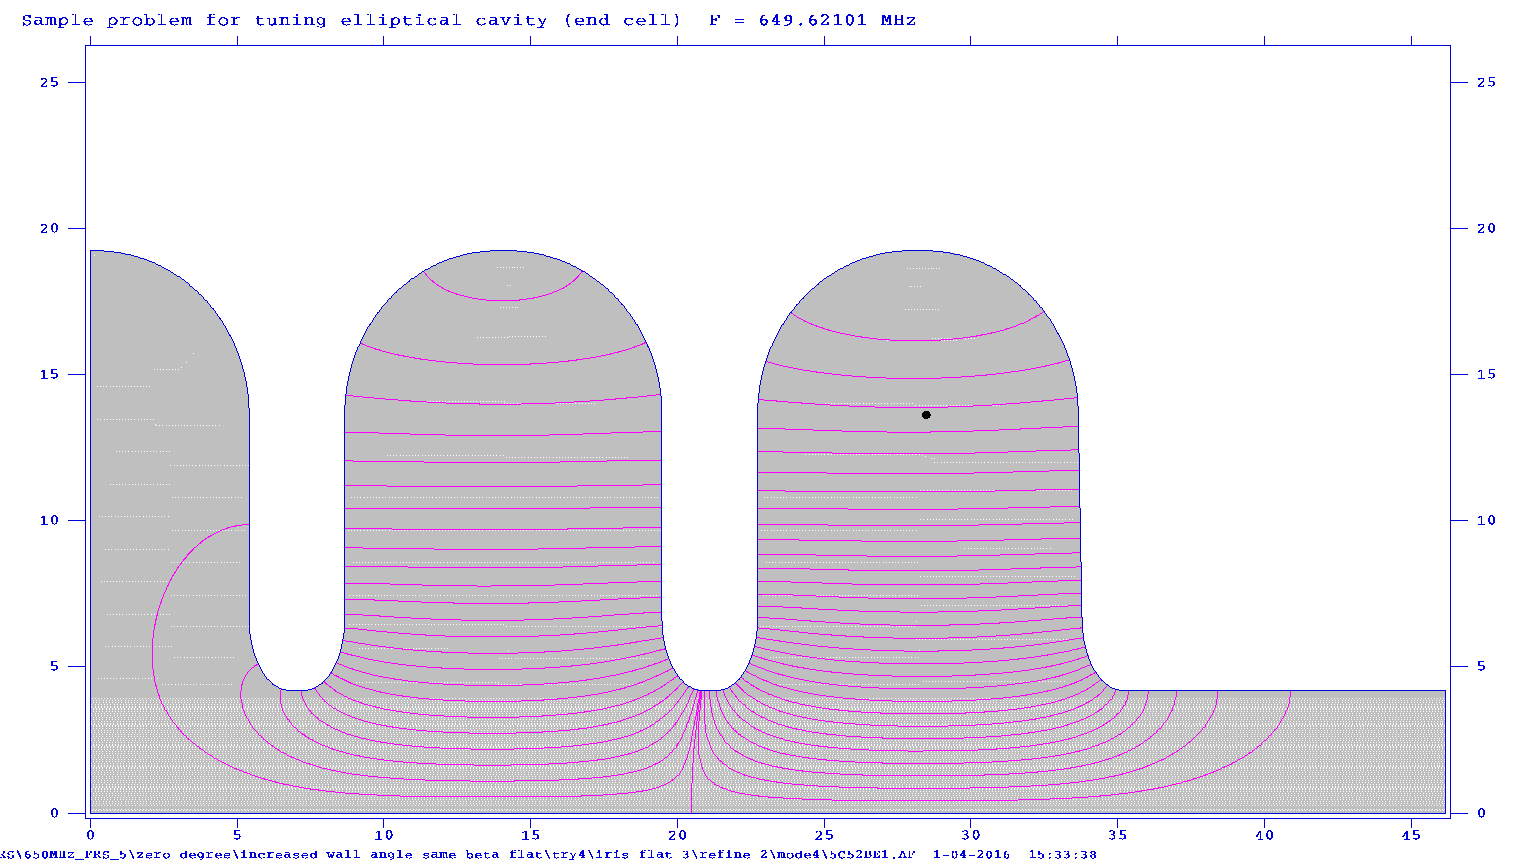 Sample problem for tuning elliptical cavity (end cell) F = 649.62101 MHz
25 25
20 20
15 15
10 10
5 5
0 0
0 5 10 15 20 25 30 35 40 45
\650MHz_FRS_5\zero degree\increased wall angle same beta flat\try4\iris flat 3\refine 2\mode4\5C52BE1.AF 1-04-2016 15:33:38